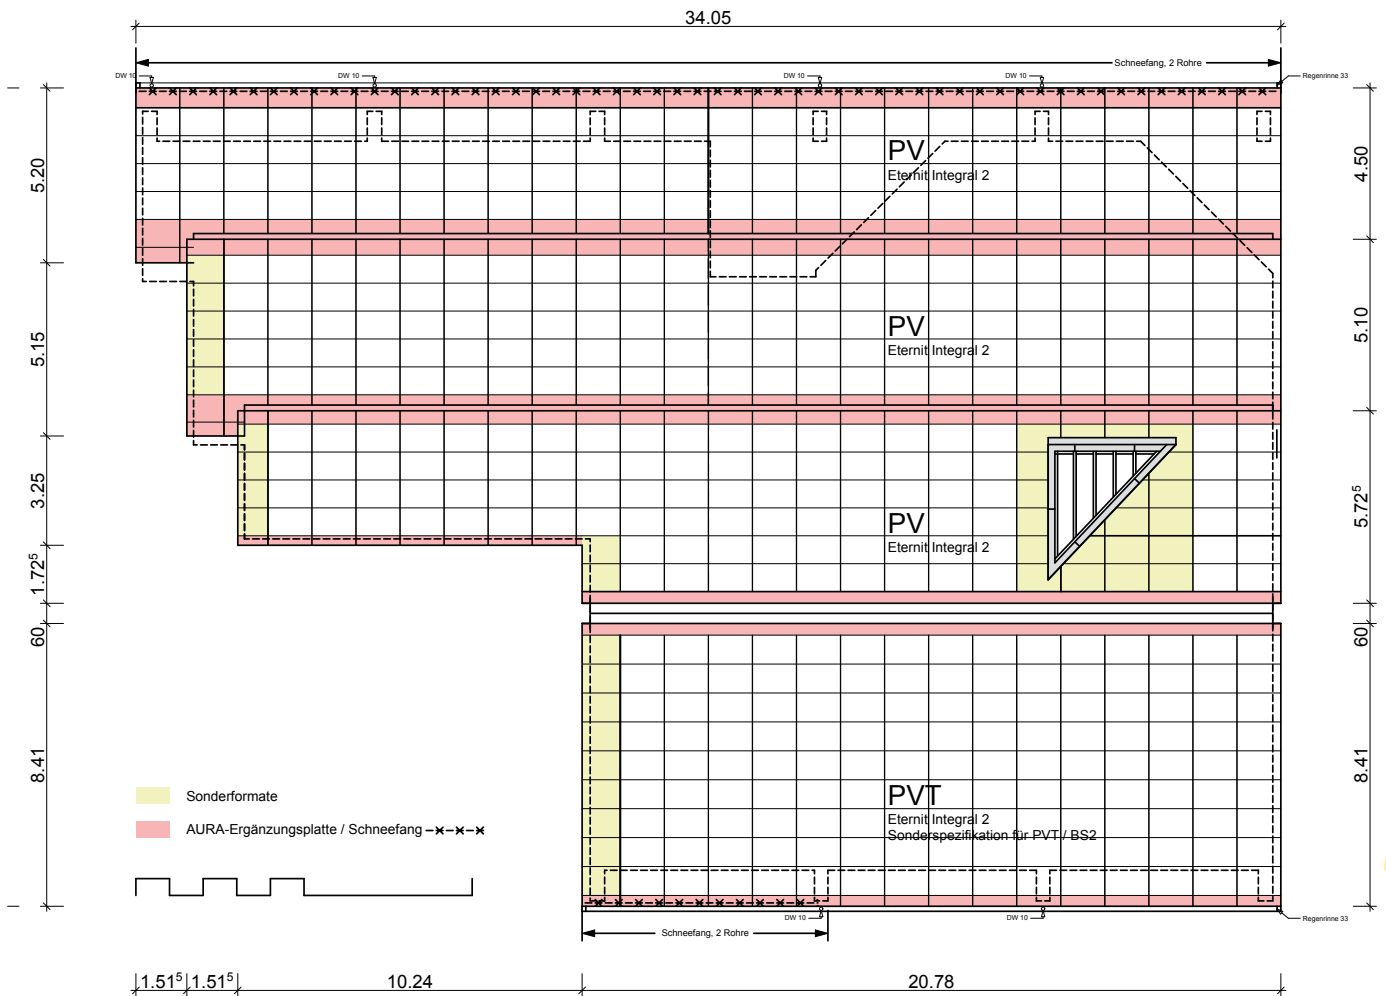 34.05
Schneefang, 2 Rohre
DW 10
DW 10
DW 10
DW 10
Regenrinne 33
5.20
4.50
PV
Eternit Integral 2
5.15
5.10
PV
Eternit Integral 2
3.25
5.72⁵
PV
Eternit Integral 2
1.72⁵
60
60
8.41
8.41
PVT
Eternit Integral 2
Sonderspezifikation für PVT / BS2
Sonderformate
AURA-Ergänzungsplatte / Schneefang
DW 10
DW 10
Regenrinne 33
Schneefang, 2 Rohre
1.51⁵
1.51⁵
10.24
20.78